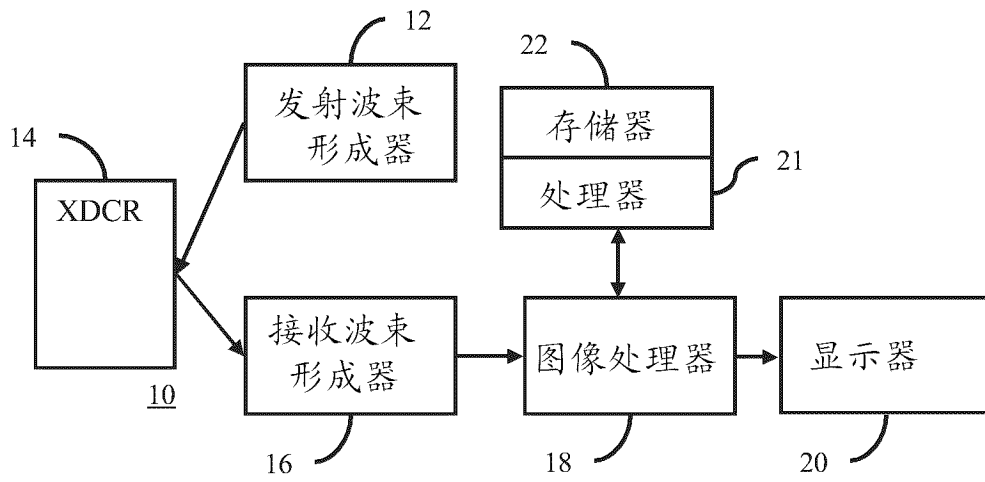 12
发射波束
形成器
22
存储器
处理器
21
14
XDCR
10
接收波束
形成器
16
图像处理器
18
显示器
20